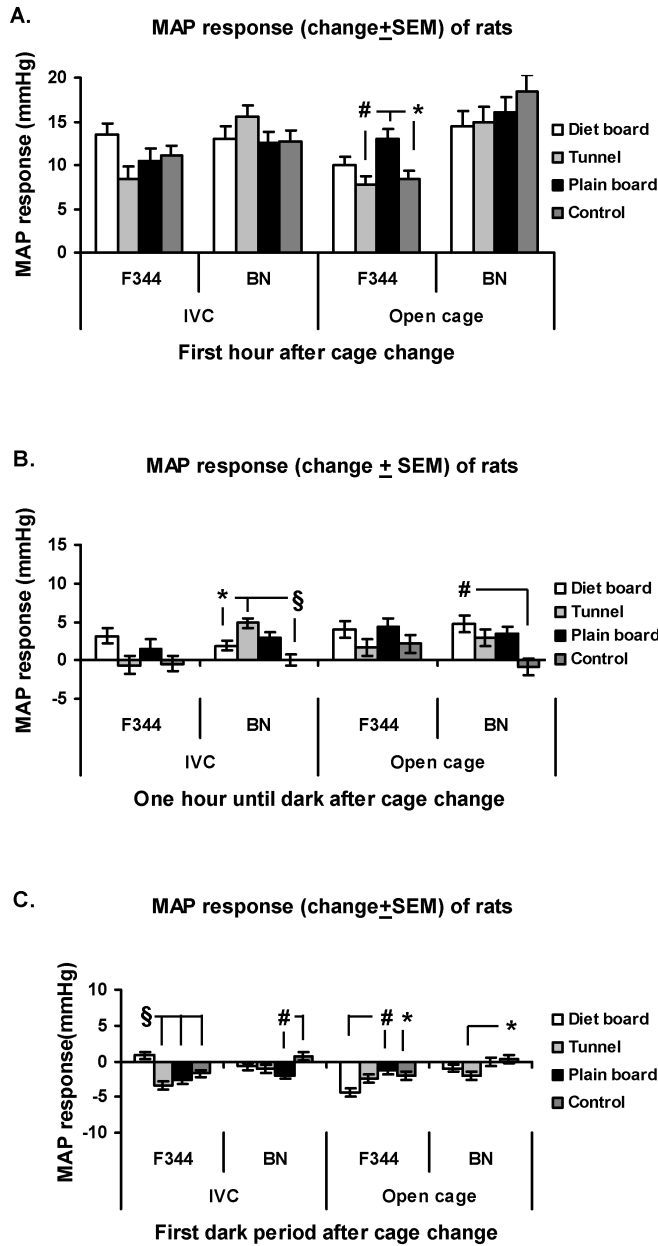 A.
MAP response (change±SEM) of rats
MAP response (mmHg)
20
15
10
5
0
# *
Diet board
Tunnel
Plain board
Control
F344 BN F344 BN
IVC Open cage
First hour after cage change
B.
MAP response (change ± SEM) of rats
MAP response (mmHg)
15
10
5
0
-5
* § #
Diet board
Tunnel
Plain board
Control
F344 BN F344 BN
IVC Open cage
One hour until dark after cage change
C.
MAP response (change±SEM) of rats
MAP response(mmHg)
10
5
0
-5
-10
§ # # * *
Diet board
Tunnel
Plain board
Control
F344 BN F344 BN
IVC Open cage
First dark period after cage change